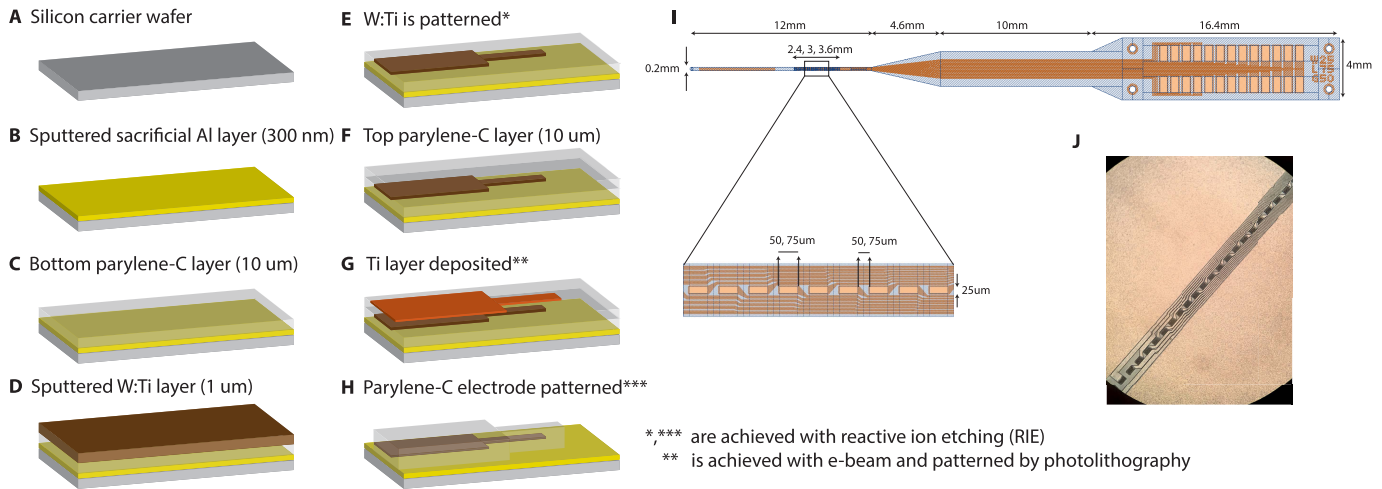 A Silicon carrier wafer
B Sputtered sacrificial Al layer (300 nm)
C Bottom parylene-C layer (10 um)
D Sputtered W:Ti layer (1 um)
E W:Ti is patterned*
F Top parylene-C layer (10 um)
G Ti layer deposited**
H Parylene-C electrode patterned***
I
12mm
4.6mm
10mm
16.4mm
2.4, 3, 3.6mm
0.2mm
4mm
50, 75um
50, 75um
25um
J
*,*** are achieved with reactive ion etching (RIE)
** is achieved with e-beam and patterned by photolithography